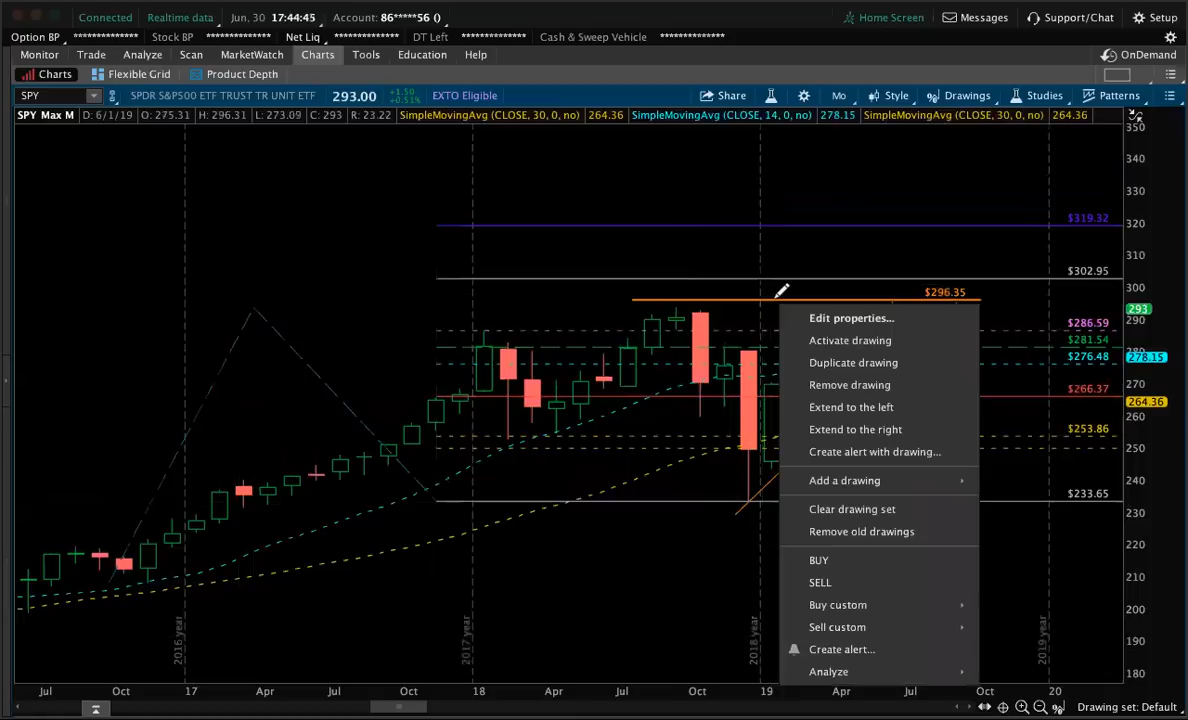 Connected Realtime data Jun, 30 17:44:45 Account: 86*****56 () Home Screen Messages Support/Chat Setup
Option BP ************** Stock BP ************** Net Liq ************** DT Left ************** Cash & Sweep Vehicle **************
Monitor Trade Analyze Scan MarketWatch Charts Tools Education Help OnDemand
Charts Flexible Grid Product Depth
SPY SPDR S&P500 ETF TRUST TR UNIT ETF 293.00 +1.50 +0.51% EXTO Eligible Share Mo Style Drawings Studies Patterns
SPY Max M D: 6/1/19 O: 275.31 H: 296.31 L: 273.09 C: 293 R: 23.22 SimpleMovingAvg (CLOSE, 30, 0, no) 264.36 SimpleMovingAvg (CLOSE, 14, 0, no) 278.15 SimpleMovingAvg (CLOSE, 30, 0, no) 264.36
350
340
330
$319.32 320
310
$302.95
300
$296.35
293
290
$286.59
$281.54
280
$276.48 278.15
270
$266.37
264.36
260
$253.86
250
240
$233.65
230
220
210
200
190
180
Edit properties...
Activate drawing
Duplicate drawing
Remove drawing
Extend to the left
Extend to the right
Create alert with drawing...
Add a drawing
Clear drawing set
Remove old drawings
BUY
SELL
Buy custom
Sell custom
Create alert...
Analyze
2016 year 2017 year 2018 year 2019 year
Jul Oct 17 Apr Jul Oct 18 Apr Jul Oct 19 Apr Jul Oct 20
Drawing set: Default